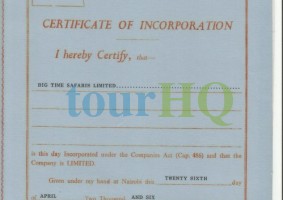 CERTIFICATE OF INCORPORATION
I hereby Certify, that—
BIG TIME SAFARIS LIMITED
tourHQ
is this day Incorporated under the Companies Act (Cap. 486) and that the
Company is LIMITED.
Given under my hand at Nairobi this TWENTY SIXTH day
of APRIL Two Thousand AND SIX